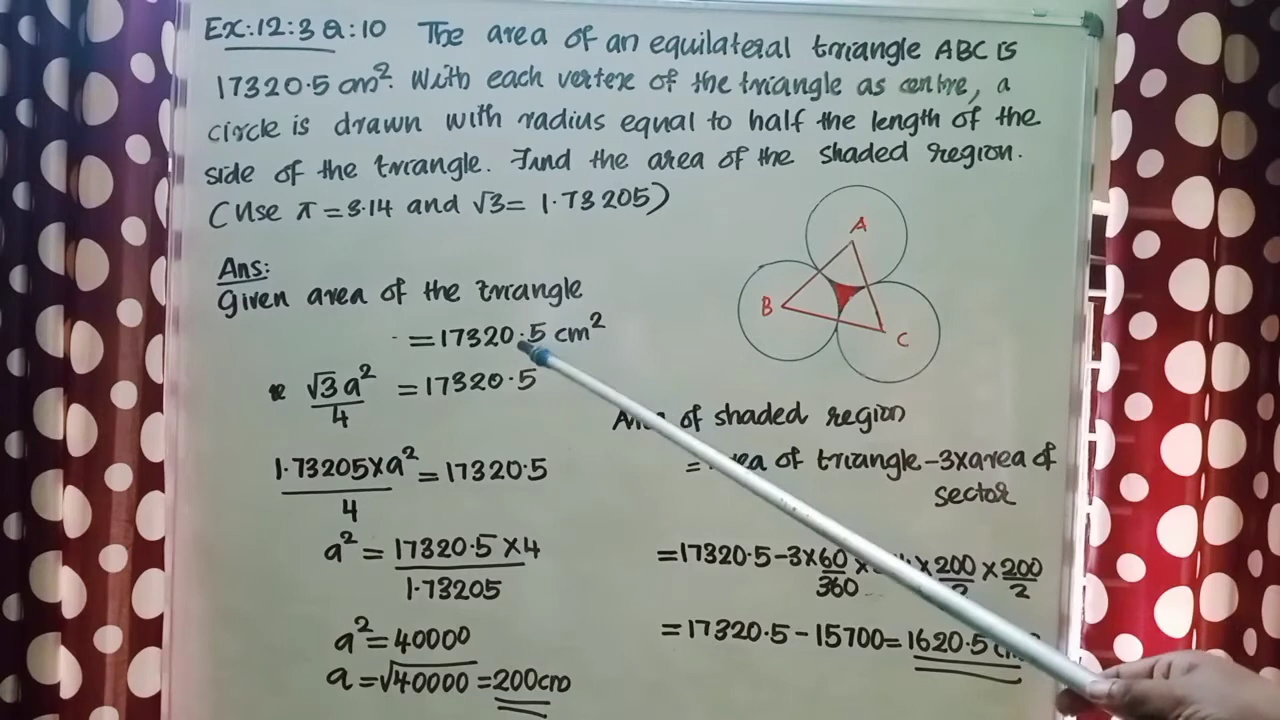 Ex:12:3 Q:10 The area of an equilateral triangle ABC is
17320.5 cm². With each vertex of the triangle as centre, a
circle is drawn with radius equal to half the length of the
side of the triangle. Find the area of the shaded region.
(Use π = 3.14 and √3 = 1.73205)
A
B
C
Ans:
Given area of the triangle
= 17320.5 cm²
√3a²/4 = 17320.5
1.73205×a²/4 = 17320.5
a² = 17320.5×4/1.73205
a² = 40000
a = √40000 = 200cm
of shaded region
= of triangle - 3×area of
sector
= 17320.5 - 3×60/360 × × 200 × 200/2
= 17320.5 - 15700 = 1620.5